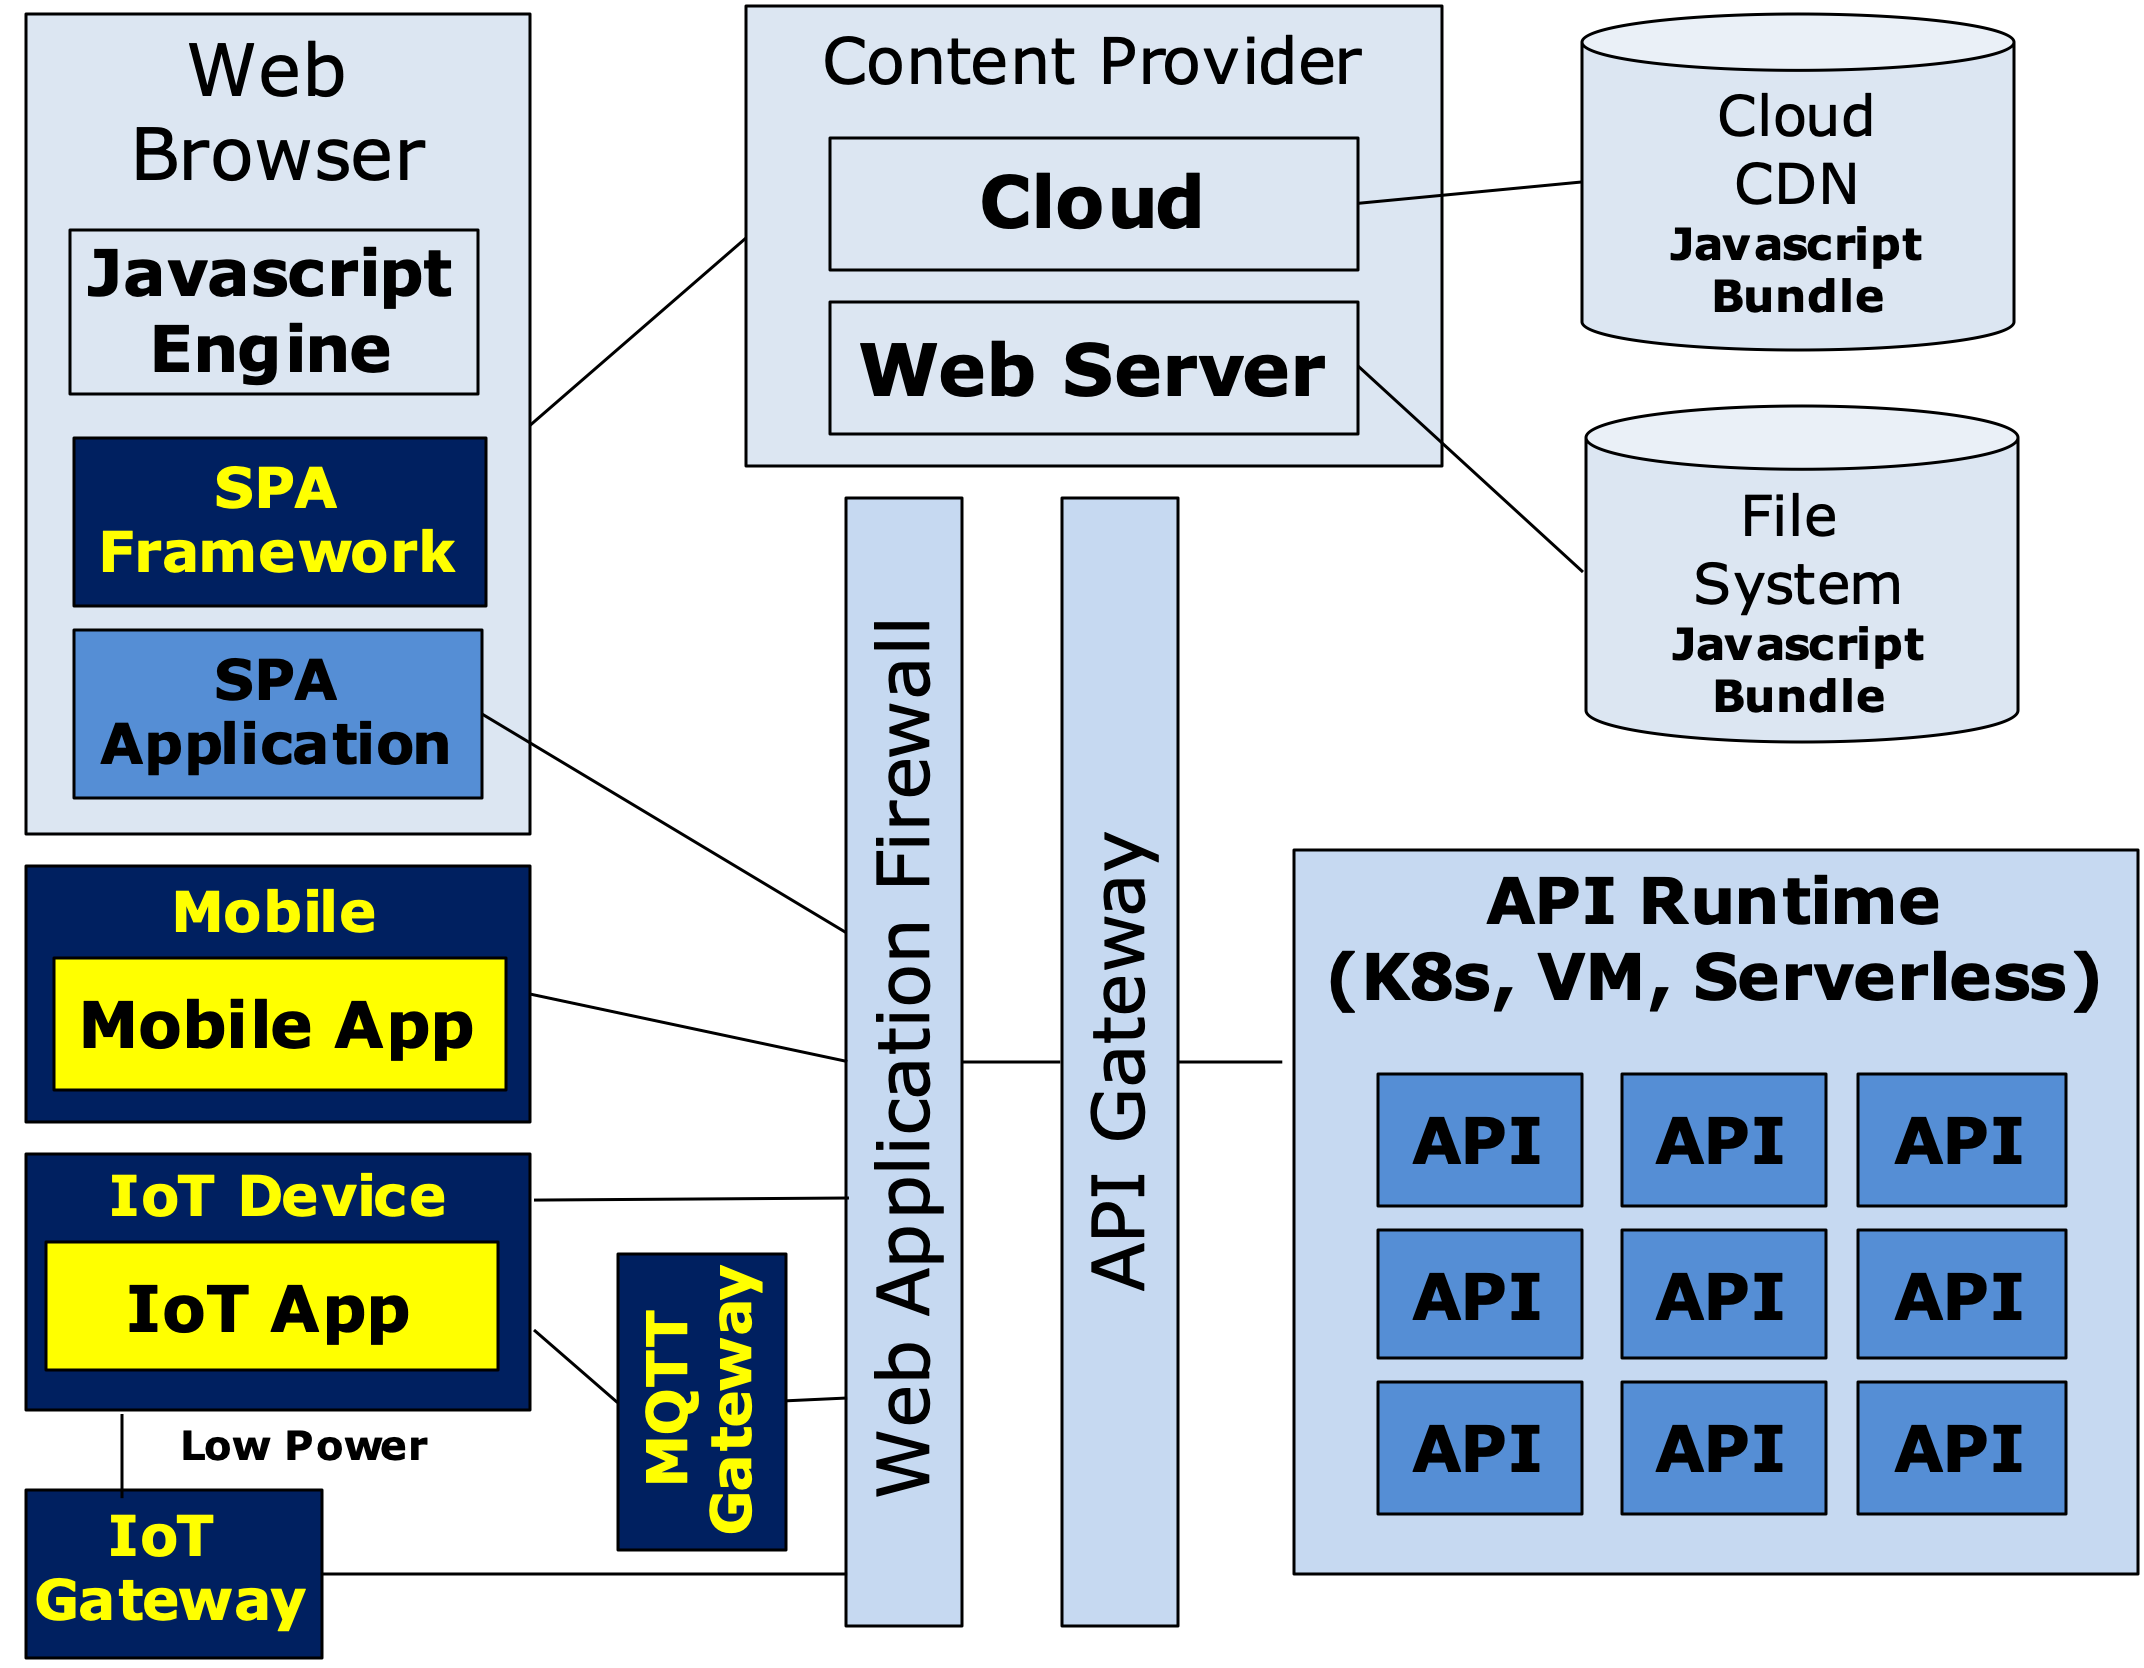 Web
Browser
Javascript
Engine
SPA
Framework
SPA
Application
Mobile
Mobile App
IoT Device
IoT App
Low Power
IoT
Gateway
MQTT
Gateway
Content Provider
Cloud
Web Server
Cloud
CDN
Javascript
Bundle
File
System
Javascript
Bundle
Web Application Firewall
API Gateway
API Runtime
(K8s, VM, Serverless)
API API API
API API API
API API API